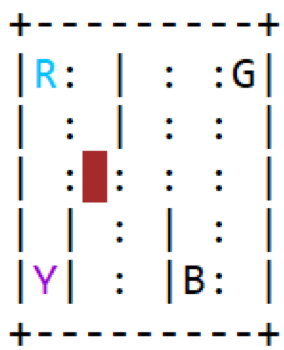 +---------+
|R: | : :G|
| : | : : |
| : : : : |
| | : | : |
|Y| : |B: |
+---------+